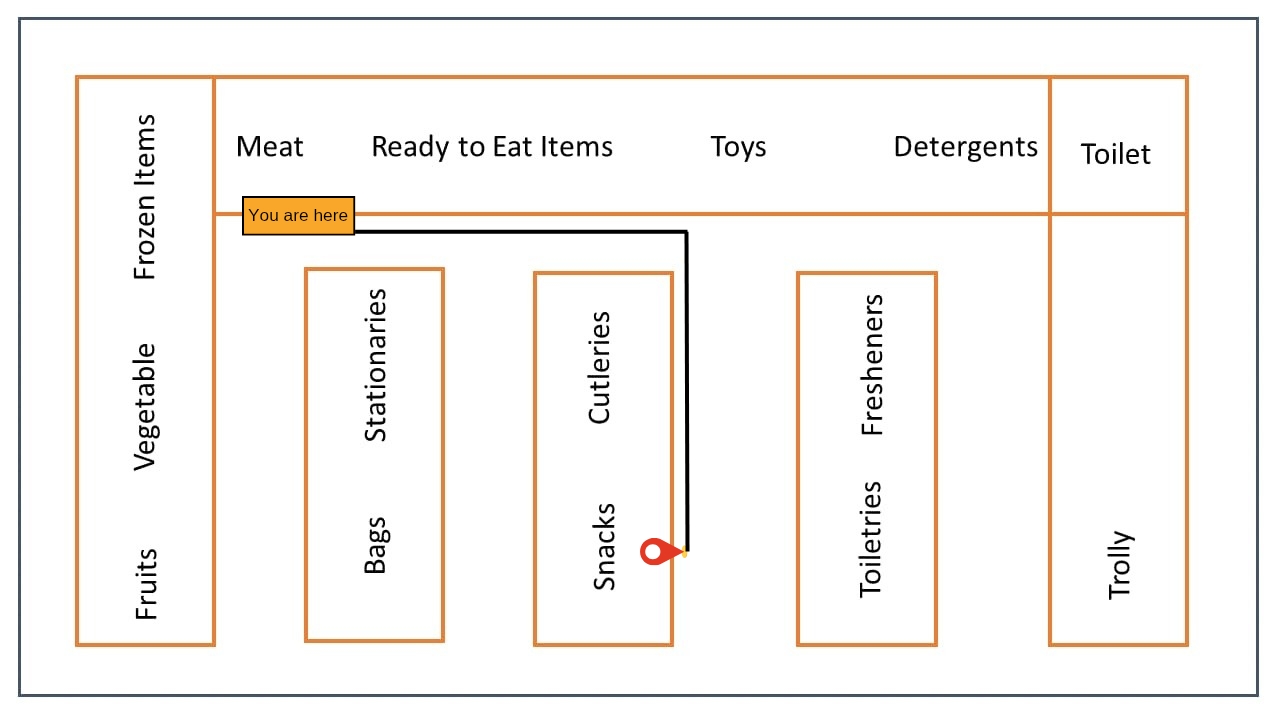 Meat
Ready to Eat Items
Toys
Detergents
Toilet
You are here
Frozen Items
Vegetable
Fruits
Stationaries
Bags
Cutleries
Snacks
Fresheners
Toiletries
Trolly